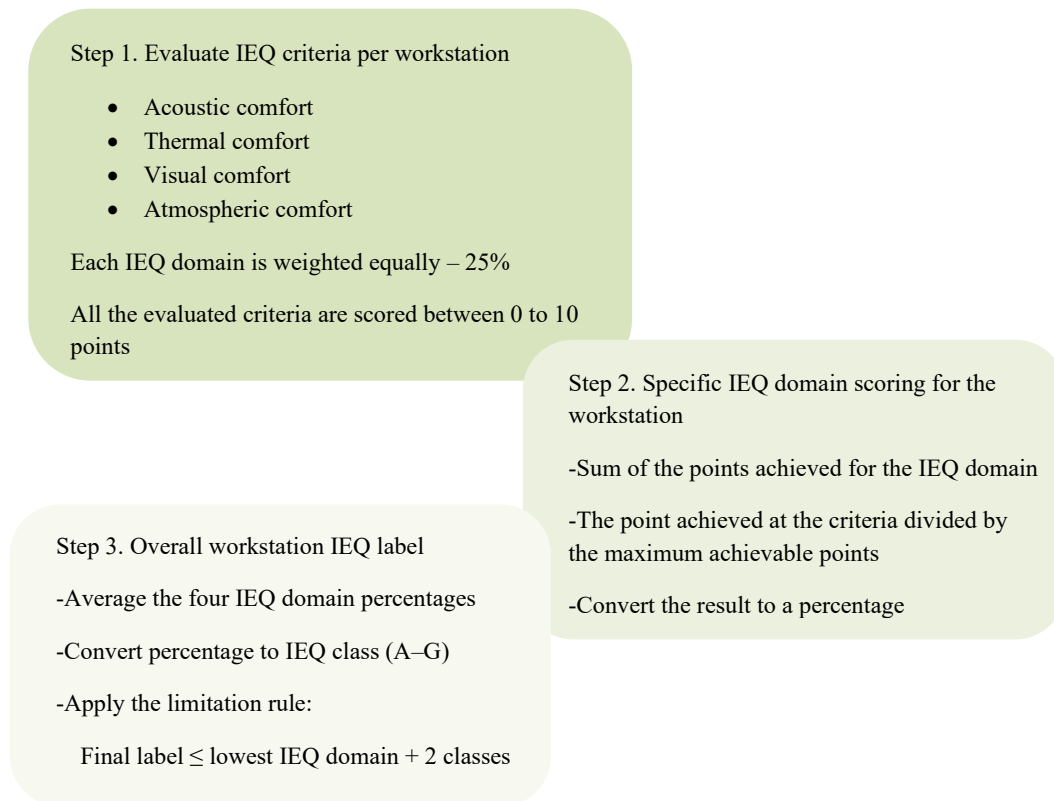 Step 1. Evaluate IEQ criteria per workstation
• Acoustic comfort
• Thermal comfort
• Visual comfort
• Atmospheric comfort
Each IEQ domain is weighted equally – 25%
All the evaluated criteria are scored between 0 to 10
points
Step 2. Specific IEQ domain scoring for the
workstation
-Sum of the points achieved for the IEQ domain
-The point achieved at the criteria divided by
the maximum achievable points
-Convert the result to a percentage
Step 3. Overall workstation IEQ label
-Average the four IEQ domain percentages
-Convert percentage to IEQ class (A–G)
-Apply the limitation rule:
Final label ≤ lowest IEQ domain + 2 classes